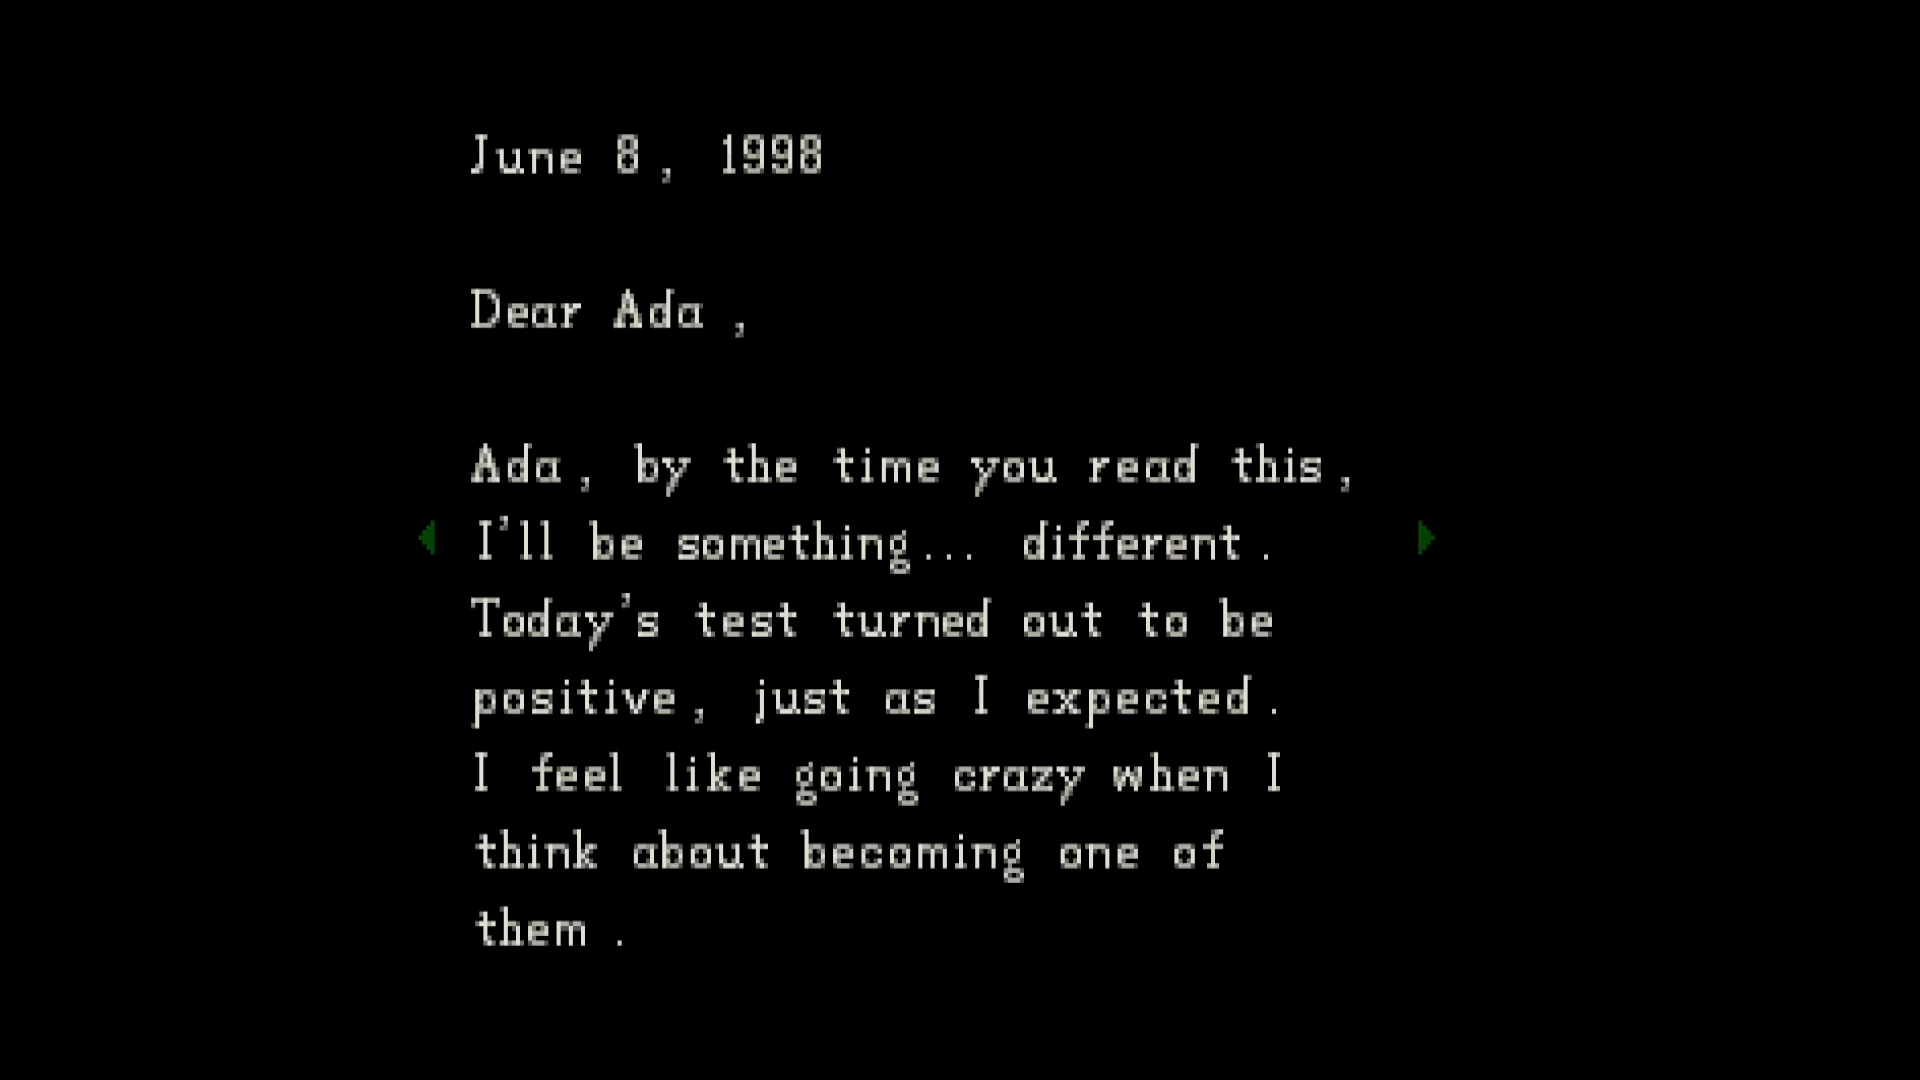 June 8, 1998
Dear Ada,
Ada, by the time you read this,
I'll be something... different.
Today's test turned out to be
positive, just as I expected.
I feel like going crazy when I
think about becoming one of
them.